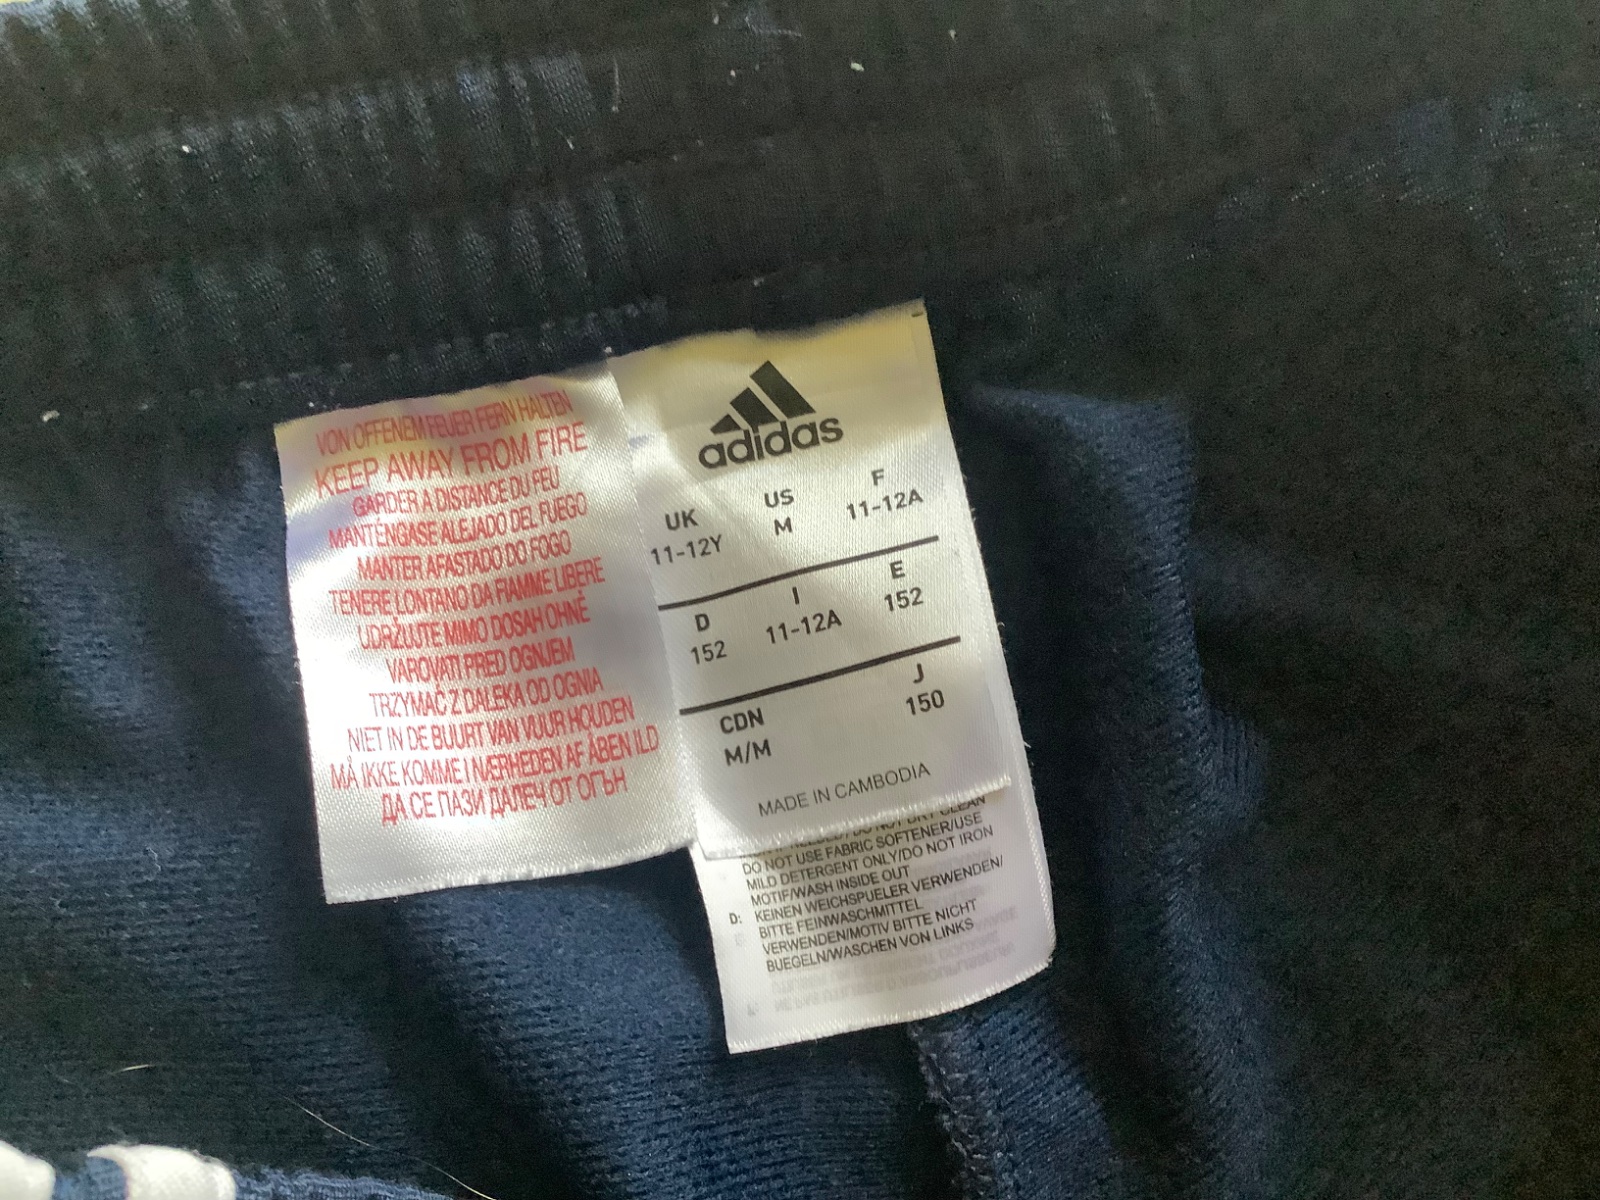 VON OFFENEM FEUER FERN HALTEN
KEEP AWAY FROM FIRE
GARDER A DISTANCE DU FEU
MANTÉNGASE ALEJADO DEL FUEGO
MANTER AFASTADO DO FOGO
TENERE LONTANO DA FIAMME LIBERE
UDRŽUJTE MIMO DOSAH OHNĚ
VAROVATI PRED OGNJEM
TRZYMAĆ Z DALEKA OD OGNIA
NIET IN DE BUURT VAN VUUR HOUDEN
MÅ IKKE KOMME I NÆRHEDEN AF ÅBEN ILD
ДА СЕ ПАЗИ ДАЛЕЧ ОТ ОГЪН
adidas
UK US F
11-12Y M 11-12A
D I E
152 11-12A 152
CDN J
M/M 150
MADE IN CAMBODIA
DO NOT DRY CLEAN
DO NOT USE FABRIC SOFTENER/USE
MILD DETERGENT ONLY/DO NOT IRON
MOTIF/WASH INSIDE OUT
D: KEINEN WEICHSPUELER VERWENDEN/
BITTE FEINWASCHMITTEL
VERWENDEN/MOTIV BITTE NICHT
BUEGELN/WASCHEN VON LINKS